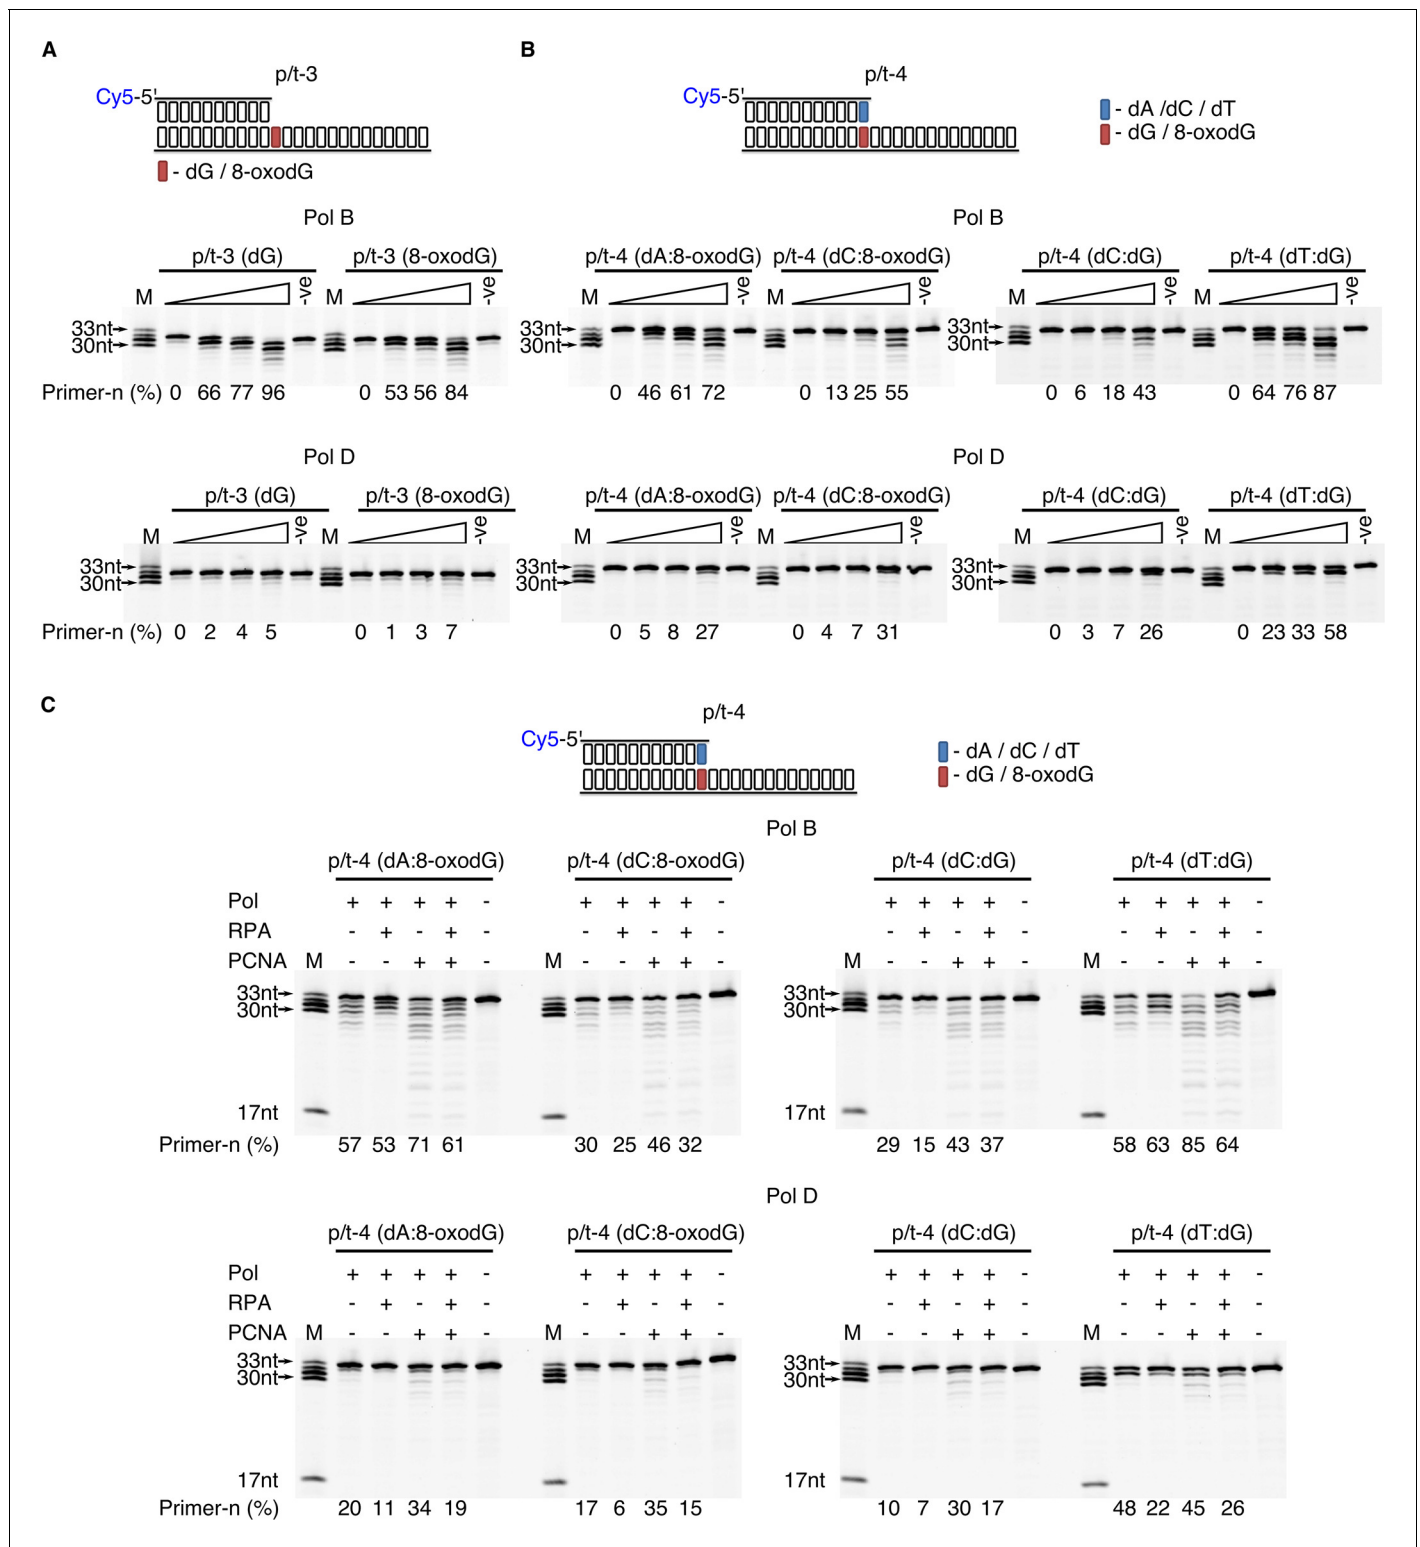 A
B
p/t-3
p/t-4
Cy5-5'
Cy5-5'
- dA /dC / dT
- dG / 8-oxodG
- dG / 8-oxodG
Pol B
Pol B
p/t-3 (dG) p/t-3 (8-oxodG) p/t-4 (dA:8-oxodG) p/t-4 (dC:8-oxodG) p/t-4 (dC:dG) p/t-4 (dT:dG)
M -ve M -ve M -ve M -ve M -ve M -ve
33nt 33nt 33nt
30nt 30nt 30nt
Primer-n (%) 0 66 77 96 0 53 56 84 0 46 61 72 0 13 25 55 0 6 18 43 0 64 76 87
Pol D
Pol D
p/t-3 (dG) p/t-3 (8-oxodG) p/t-4 (dA:8-oxodG) p/t-4 (dC:8-oxodG) p/t-4 (dC:dG) p/t-4 (dT:dG)
M -ve M -ve M -ve M -ve M -ve M -ve
33nt 33nt 33nt
30nt 30nt 30nt
Primer-n (%) 0 2 4 5 0 1 3 7 0 5 8 27 0 4 7 31 0 3 7 26 0 23 33 58
C
p/t-4
Cy5-5'
- dA / dC / dT
- dG / 8-oxodG
Pol B
p/t-4 (dA:8-oxodG) p/t-4 (dC:8-oxodG) p/t-4 (dC:dG) p/t-4 (dT:dG)
Pol + + + + - + + + + - + + + + - + + + + -
RPA - + - + - - + - + - - + - + - - + - + -
PCNA M - - + + - M - - + + - M - - + + - M - - + + -
33nt 33nt
30nt 30nt
17nt 17nt
Primer-n (%) 57 53 71 61 30 25 46 32 29 15 43 37 58 63 85 64
Pol D
p/t-4 (dA:8-oxodG) p/t-4 (dC:8-oxodG) p/t-4 (dC:dG) p/t-4 (dT:dG)
Pol + + + + - + + + + - + + + + - + + + + -
RPA - + - + - - + - + - - + - + - - + + + -
PCNA M - - + + - M - - + + - M - - + + - M - - + + -
33nt 33nt
30nt 30nt
17nt 17nt
Primer-n (%) 20 11 34 19 17 6 35 15 10 7 30 17 48 22 45 26